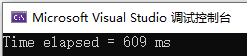 Microsoft Visual Studio 调试控制台
Time elapsed = 609 ms